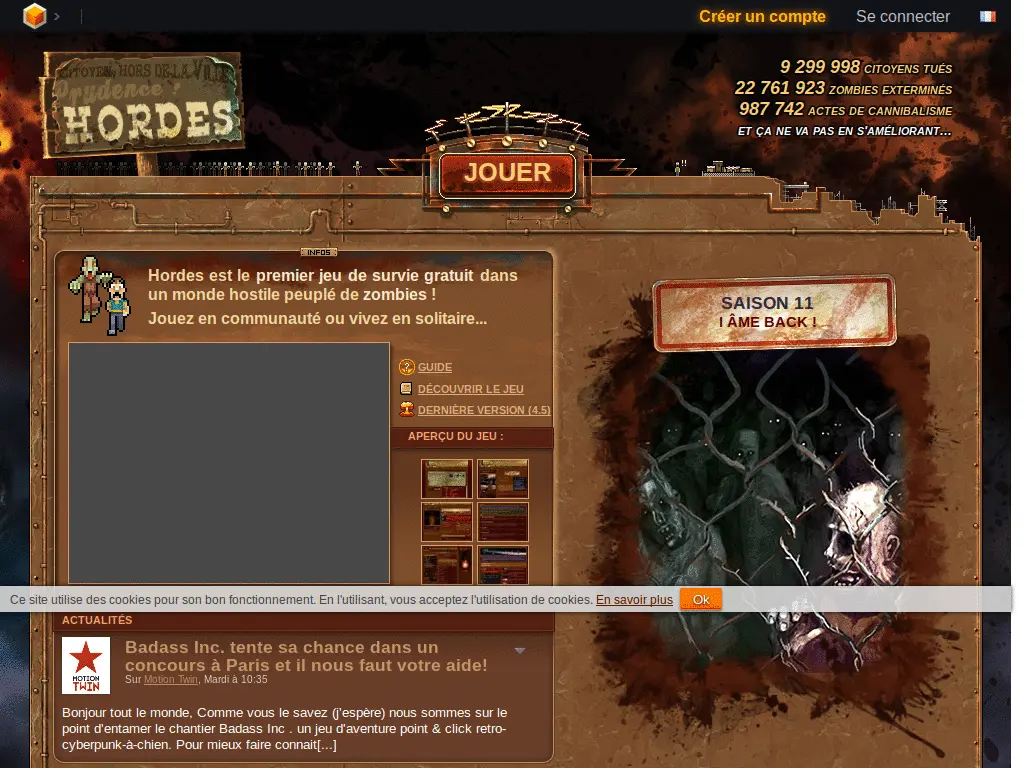 Créer un compte
Se connecter
CITOYEN, HORS DE LA VILLE
Prudence ?
HORDES
9 299 998 CITOYENS TUÉS
22 761 923 ZOMBIES EXTERMINÉS
987 742 ACTES DE CANNIBALISME
ET ÇA NE VA PAS EN S'AMÉLIORANT...
JOUER
INFOS
Hordes est le premier jeu de survie gratuit dans
un monde hostile peuplé de zombies !
Jouez en communauté ou vivez en solitaire...
GUIDE
DÉCOUVRIR LE JEU
DERNIÈRE VERSION (4.5)
APERÇU DU JEU :
SAISON 11
! ÂME BACK !
Ce site utilise des cookies pour son bon fonctionnement. En l'utilisant, vous acceptez l'utilisation de cookies. En savoir plus Ok
ACTUALITÉS
MOTION
TWIN
Badass Inc. tente sa chance dans un
concours à Paris et il nous faut votre aide!
Sur Motion Twin, Mardi à 10:35
Bonjour tout le monde, Comme vous le savez (j'espère) nous sommes sur le
point d'entamer le chantier Badass Inc . un jeu d'aventure point & click retro-
cyberpunk-à-chien. Pour mieux faire connait[...]